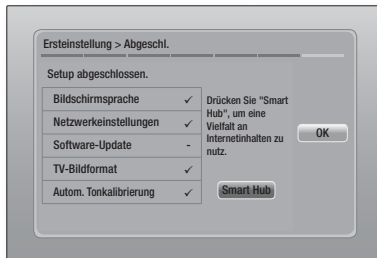 Ersteinstellung > Abgeschl.
Setup abgeschlossen.
Bildschirmsprache ✓
Netzwerkeinstellungen ✓
Software-Update -
TV-Bildformat ✓
Autom. Tonkalibrierung ✓
Drücken Sie "Smart
Hub", um eine
Vielfalt an
Internetinhalten zu
nutz.
Smart Hub
OK